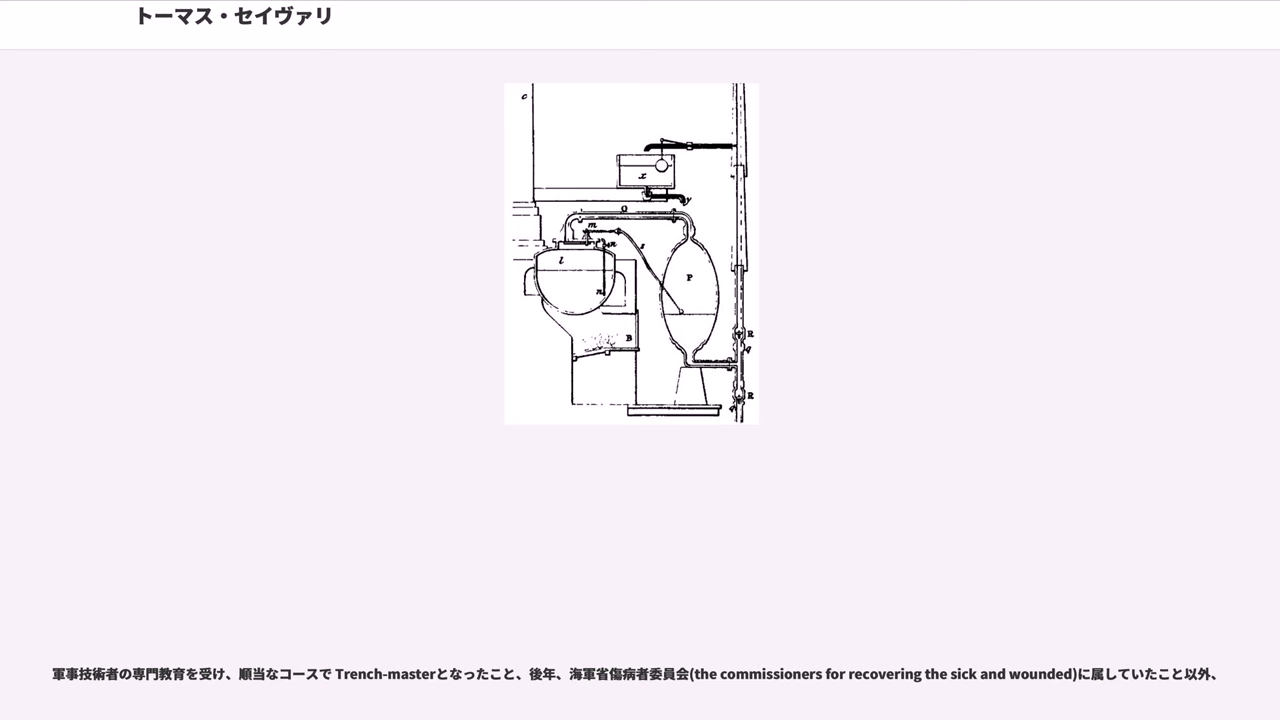 トーマス・セイヴァリ
c
x
y
Q
m
n
s
l
P
n
B
R
q
R
q
軍事技術者の専門教育を受け、順当なコースで Trench-masterとなったこと、後年、海軍省傷病者委員会(the commissioners for recovering the sick and wounded)に属していたこと以外、